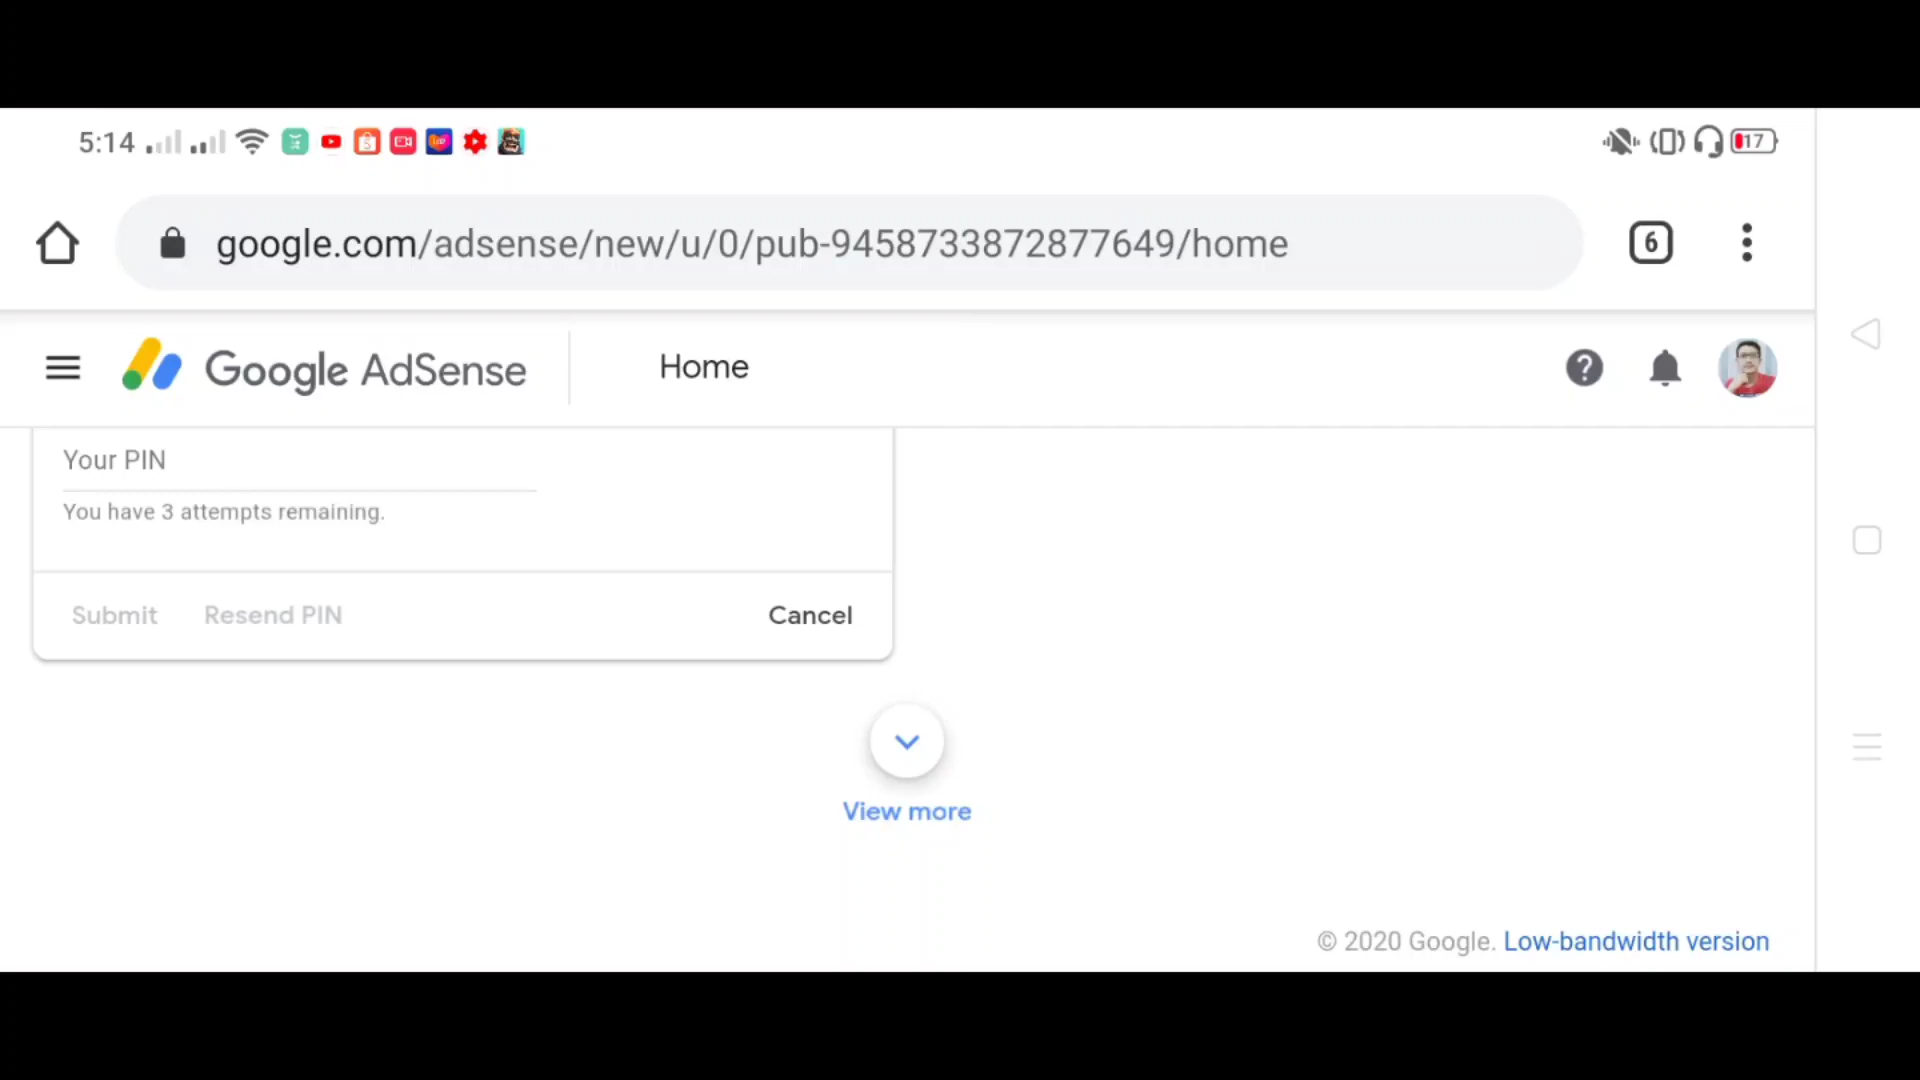 5:14
17
google.com/adsense/new/u/0/pub-9458733872877649/home
6
Google AdSense
Home
Your PIN
You have 3 attempts remaining.
Submit
Resend PIN
Cancel
View more
© 2020 Google. Low-bandwidth version